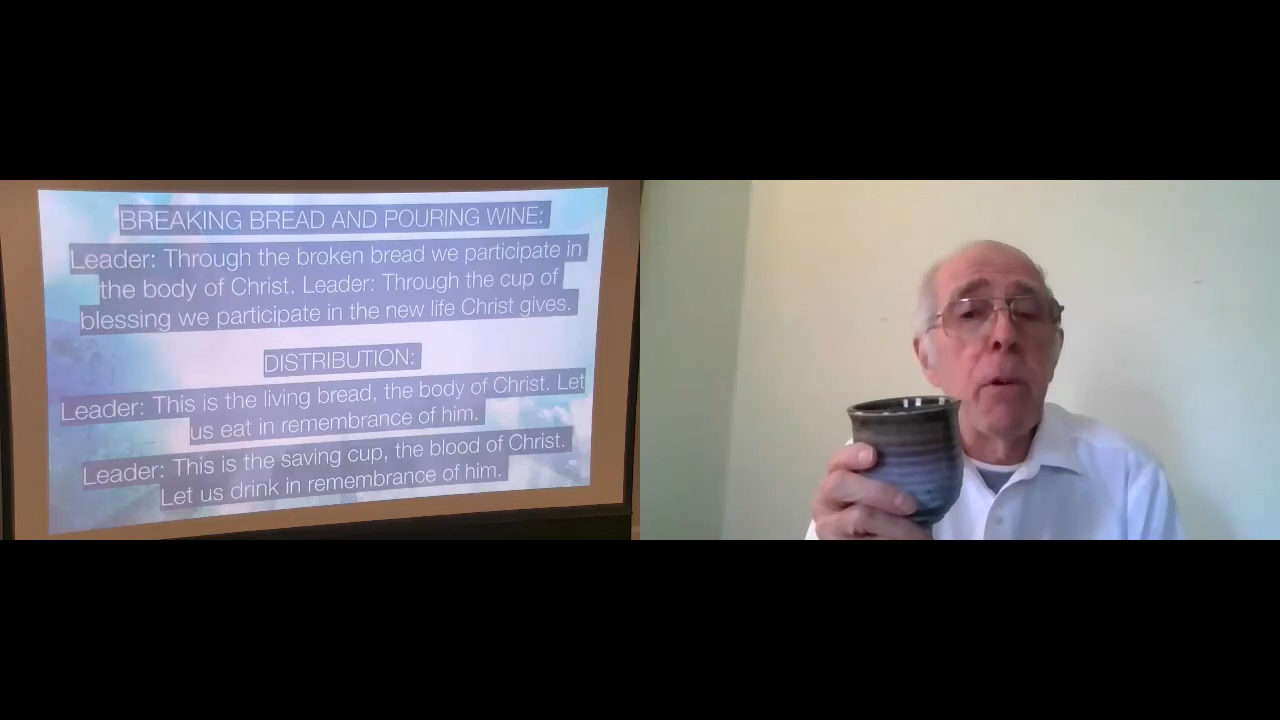 BREAKING BREAD AND POURING WINE:
Leader: Through the broken bread we participate in
the body of Christ. Leader: Through the cup of
blessing we participate in the new life Christ gives.
DISTRIBUTION:
Leader: This is the living bread, the body of Christ. Let
us eat in remembrance of him.
Leader: This is the saving cup, the blood of Christ.
Let us drink in remembrance of him.